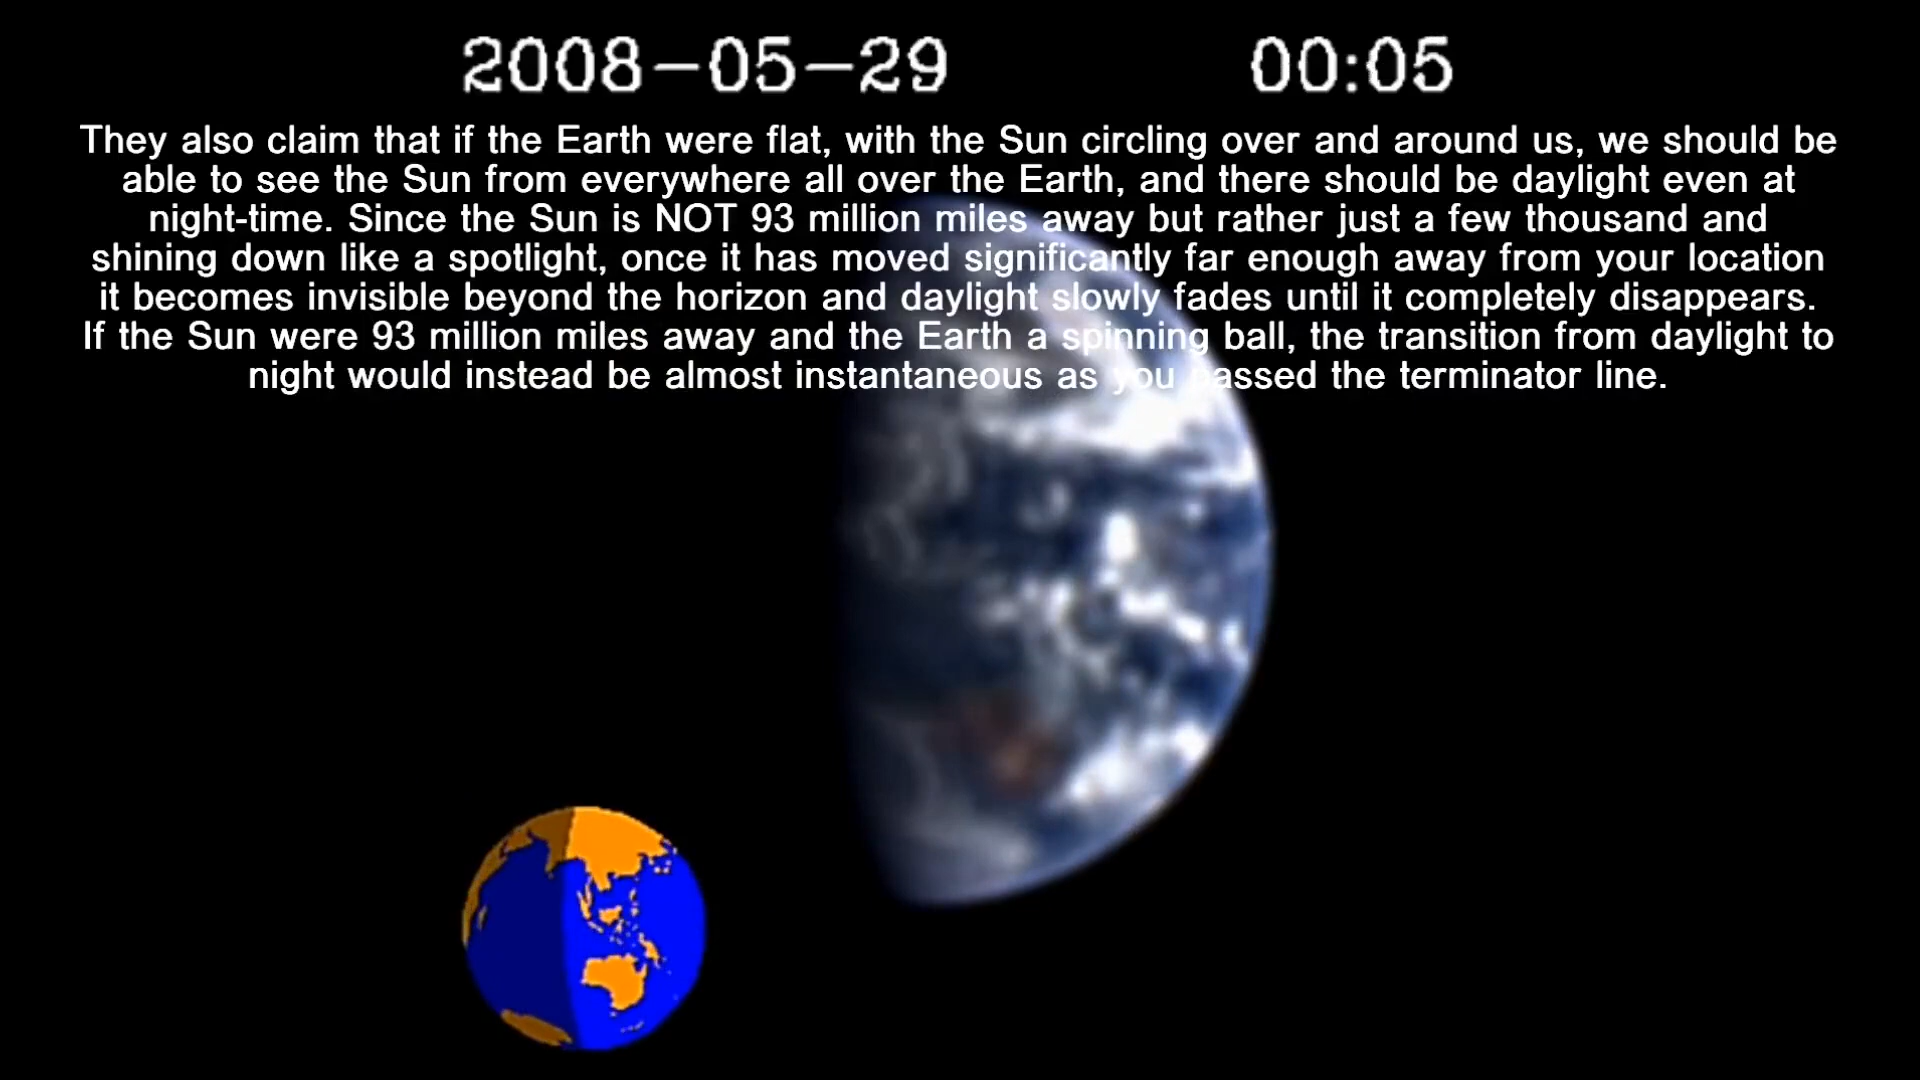 2008-05-29 00:05
They also claim that if the Earth were flat, with the Sun circling over and around us, we should be
able to see the Sun from everywhere all over the Earth, and there should be daylight even at
night-time. Since the Sun is NOT 93 million miles away but rather just a few thousand and
shining down like a spotlight, once it has moved significantly far enough away from your location
it becomes invisible beyond the horizon and daylight slowly fades until it completely disappears.
If the Sun were 93 million miles away and the Earth a spinning ball, the transition from daylight to
night would instead be almost instantaneous as you passed the terminator line.